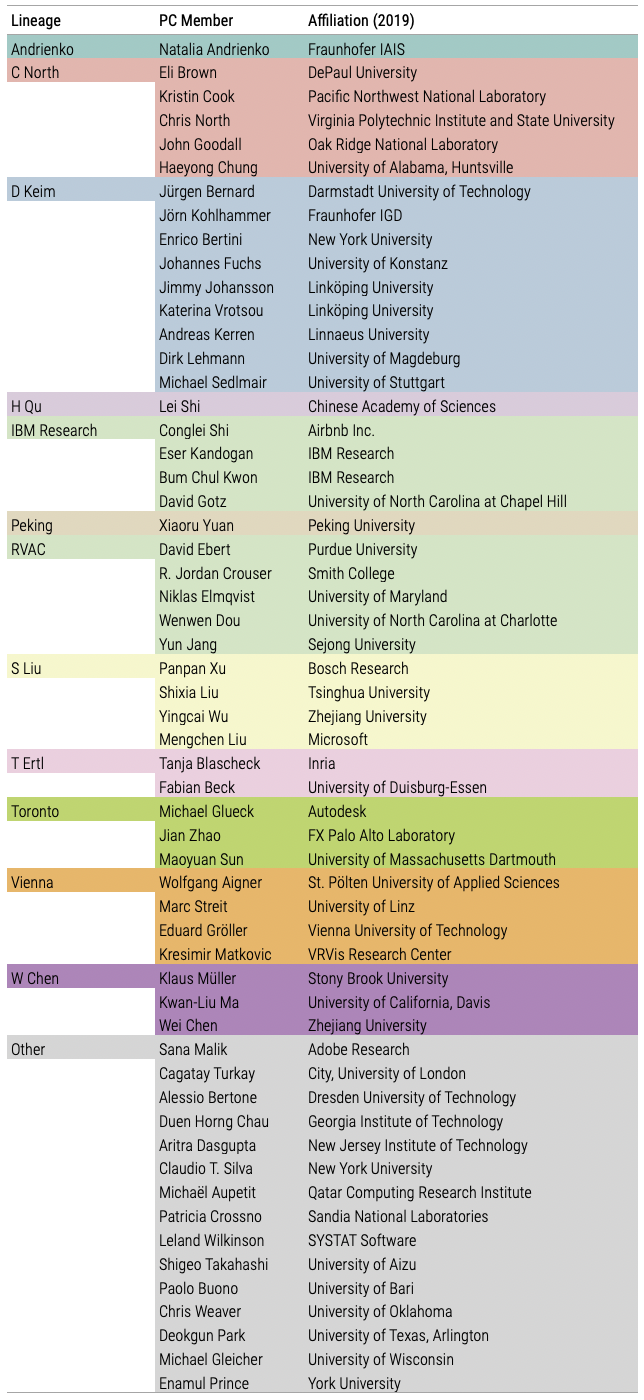 Lineage PC Member Affiliation (2019)
Andrienko Natalia Andrienko Fraunhofer IAIS
C North Eli Brown DePaul University
Kristin Cook Pacific Northwest National Laboratory
Chris North Virginia Polytechnic Institute and State University
John Goodall Oak Ridge National Laboratory
Haeyong Chung University of Alabama, Huntsville
D Keim Jürgen Bernard Darmstadt University of Technology
Jörn Kohlhammer Fraunhofer IGD
Enrico Bertini New York University
Johannes Fuchs University of Konstanz
Jimmy Johansson Linköping University
Katerina Vrotsou Linköping University
Andreas Kerren Linnaeus University
Dirk Lehmann University of Magdeburg
Michael Sedlmair University of Stuttgart
H Qu Lei Shi Chinese Academy of Sciences
IBM Research Conglei Shi Airbnb Inc.
Eser Kandogan IBM Research
Bum Chul Kwon IBM Research
David Gotz University of North Carolina at Chapel Hill
Peking Xiaoru Yuan Peking University
RVAC David Ebert Purdue University
R. Jordan Crouser Smith College
Niklas Elmqvist University of Maryland
Wenwen Dou University of North Carolina at Charlotte
Yun Jang Sejong University
S Liu Panpan Xu Bosch Research
Shixia Liu Tsinghua University
Yingcai Wu Zhejiang University
Mengchen Liu Microsoft
T Ertl Tanja Blascheck Inria
Fabian Beck University of Duisburg-Essen
Toronto Michael Glueck Autodesk
Jian Zhao FX Palo Alto Laboratory
Maoyuan Sun University of Massachusetts Dartmouth
Vienna Wolfgang Aigner St. Pölten University of Applied Sciences
Marc Streit University of Linz
Eduard Gröller Vienna University of Technology
Kresimir Matkovic VRVis Research Center
W Chen Klaus Müller Stony Brook University
Kwan-Liu Ma University of California, Davis
Wei Chen Zhejiang University
Other Sana Malik Adobe Research
Cagatay Turkay City, University of London
Alessio Bertone Dresden University of Technology
Duen Horng Chau Georgia Institute of Technology
Aritra Dasgupta New Jersey Institute of Technology
Claudio T. Silva New York University
Michaël Aupetit Qatar Computing Research Institute
Patricia Crossno Sandia National Laboratories
Leland Wilkinson SYSTAT Software
Shigeo Takahashi University of Aizu
Paolo Buono University of Bari
Chris Weaver University of Oklahoma
Deokgun Park University of Texas, Arlington
Michael Gleicher University of Wisconsin
Enamul Prince York University